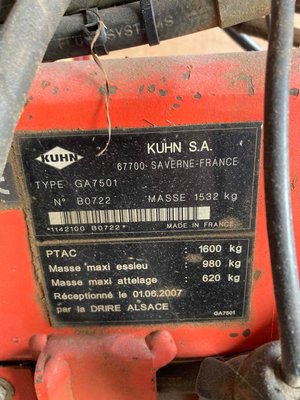 PLUS SYSTEMS
KUHN
KUHN S.A.
67700 SAVERNE-FRANCE
TYPE GA7501
N° B0722 MASSE 1532 kg
*1142100 B0722* MADE IN FRANCE
PTAC : 1600 kg
Masse maxi essieu : 980 kg
Masse maxi attelage : 620 kg
Réceptionné le 01.06.2007
par la DRIRE ALSACE
GA7501